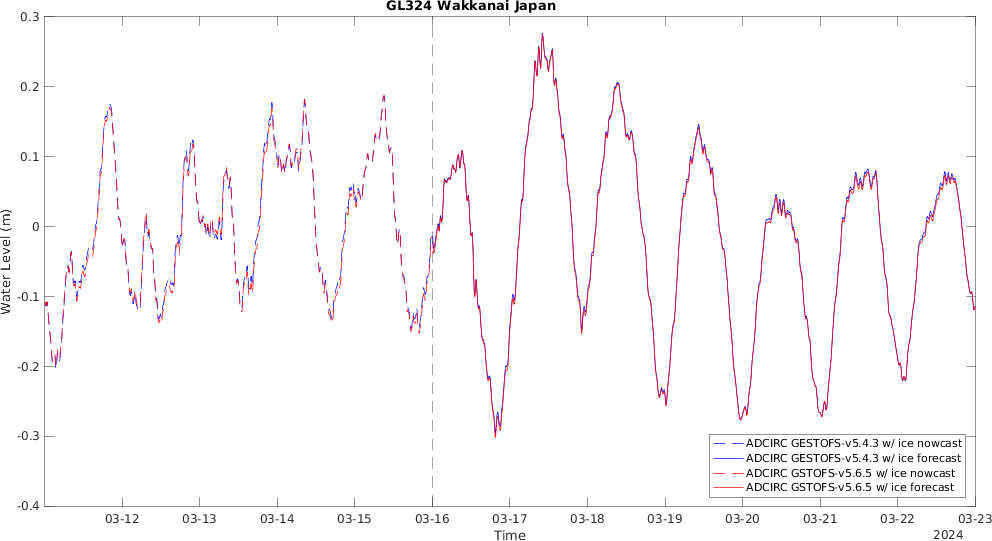 GL324 Wakkanai Japan
0.3
0.2
0.1
0
-0.1
-0.2
-0.3
-0.4
Water Level (m)
ADCIRC GESTOFS-v5.4.3 w/ ice nowcast
ADCIRC GESTOFS-v5.4.3 w/ ice forecast
ADCIRC GSTOFS-v5.6.5 w/ ice nowcast
ADCIRC GSTOFS-v5.6.5 w/ ice forecast
03-12 03-13 03-14 03-15 03-16 03-17 03-18 03-19 03-20 03-21 03-22 03-23
Time
2024